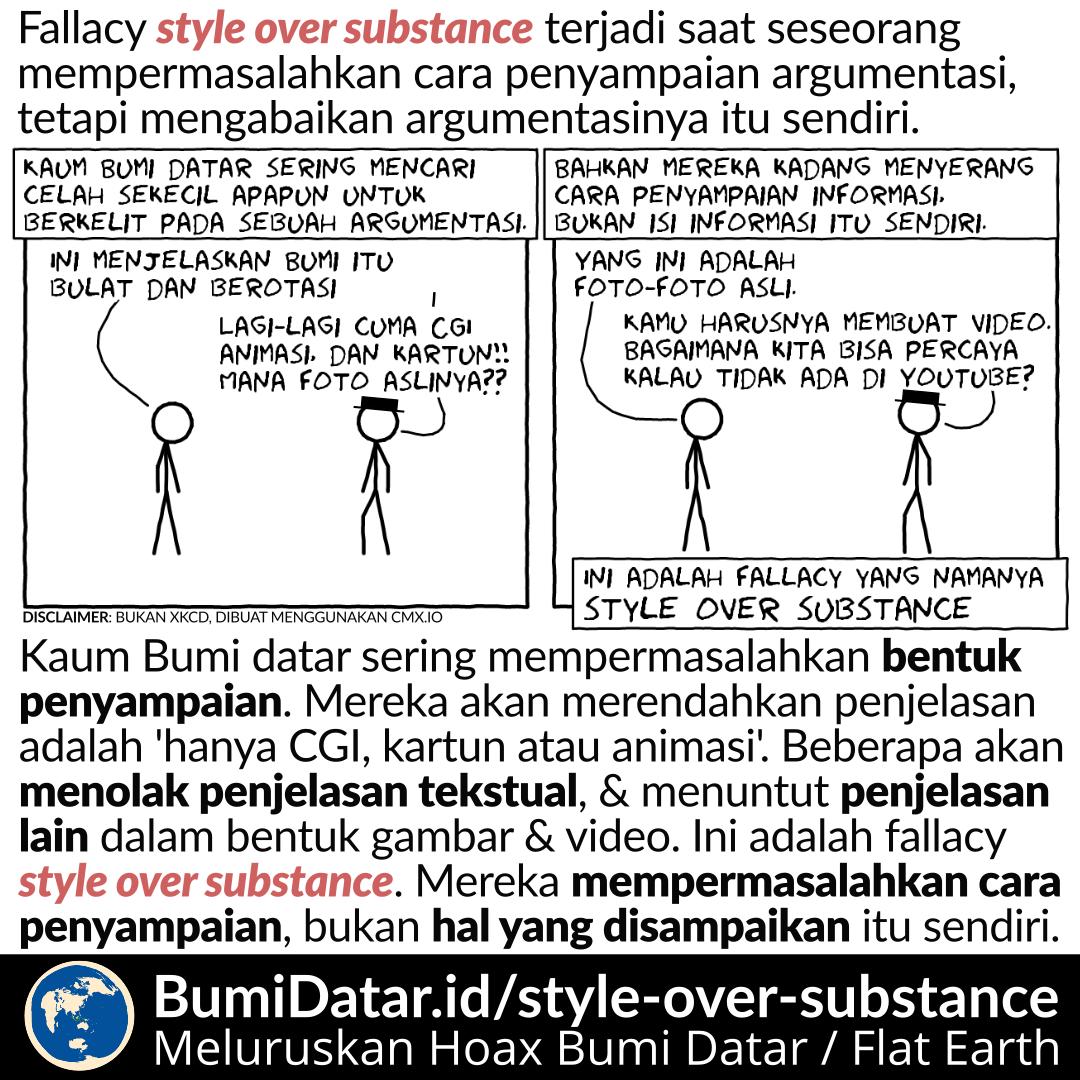 Fallacy style over substance terjadi saat seseorang
mempermasalahkan cara penyampaian argumentasi,
tetapi mengabaikan argumentasinya itu sendiri.
KAUM BUMI DATAR SERING MENCARI
CELAH SEKECIL APAPUN UNTUK
BERKELIT PADA SEBUAH ARGUMENTASI.
INI MENJELASKAN BUMI ITU
BULAT DAN BEROTASI
LAGI-LAGI CUMA CGI
ANIMASI, DAN KARTUN!!
MANA FOTO ASLINYA??
BAHKAN MEREKA KADANG MENYERANG
CARA PENYAMPAIAN INFORMASI,
BUKAN ISI INFORMASI ITU SENDIRI.
YANG INI ADALAH
FOTO-FOTO ASLI.
KAMU HARUSNYA MEMBUAT VIDEO.
BAGAIMANA KITA BISA PERCAYA
KALAU TIDAK ADA DI YOUTUBE?
INI ADALAH FALLACY YANG NAMANYA
STYLE OVER SUBSTANCE
DISCLAIMER: BUKAN XKCD, DIBUAT MENGGUNAKAN CMX.IO
Kaum Bumi datar sering mempermasalahkan bentuk
penyampaian. Mereka akan merendahkan penjelasan
adalah 'hanya CGI, kartun atau animasi'. Beberapa akan
menolak penjelasan tekstual, & menuntut penjelasan
lain dalam bentuk gambar & video. Ini adalah fallacy
style over substance. Mereka mempermasalahkan cara
penyampaian, bukan hal yang disampaikan itu sendiri.
BumiDatar.id/style-over-substance
Meluruskan Hoax Bumi Datar / Flat Earth